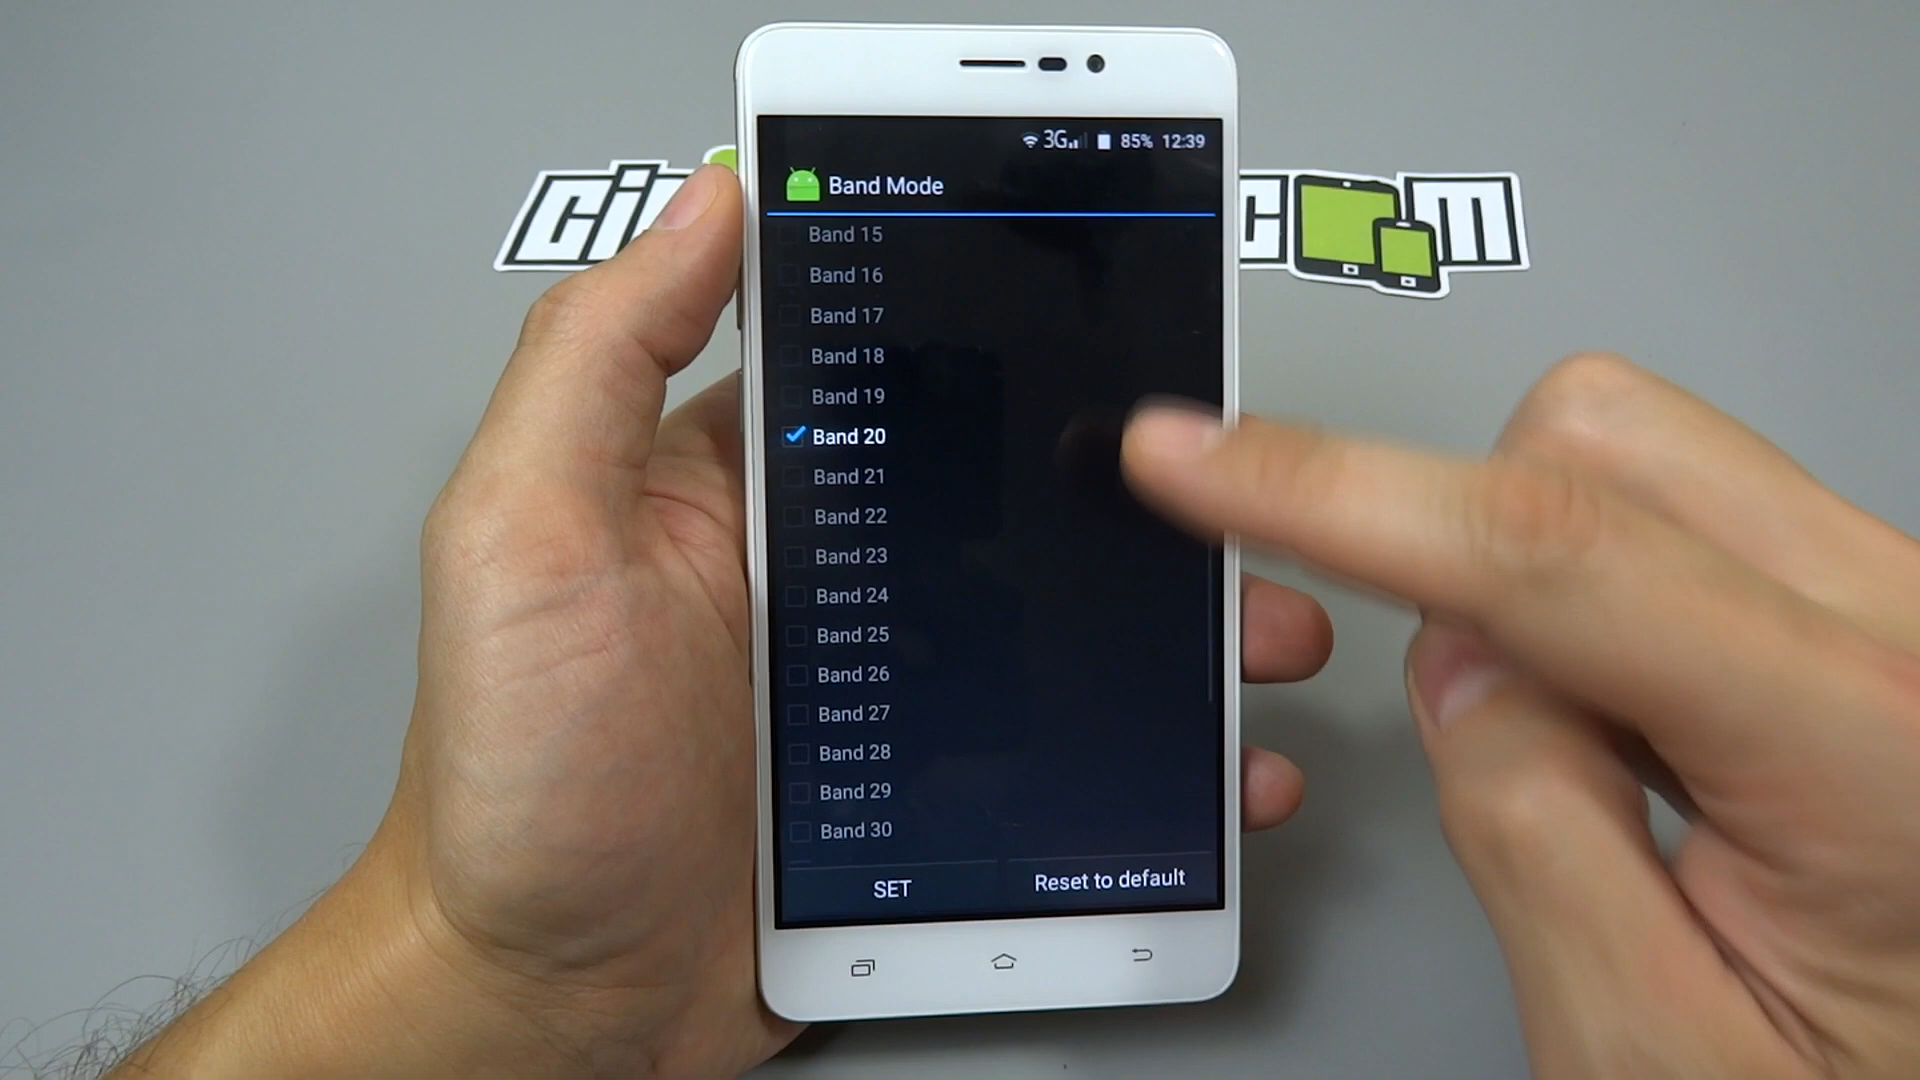 3G 85% 12:39
Band Mode
Band 15
Band 16
Band 17
Band 18
Band 19
Band 20
Band 21
Band 22
Band 23
Band 24
Band 25
Band 26
Band 27
Band 28
Band 29
Band 30
SET Reset to default